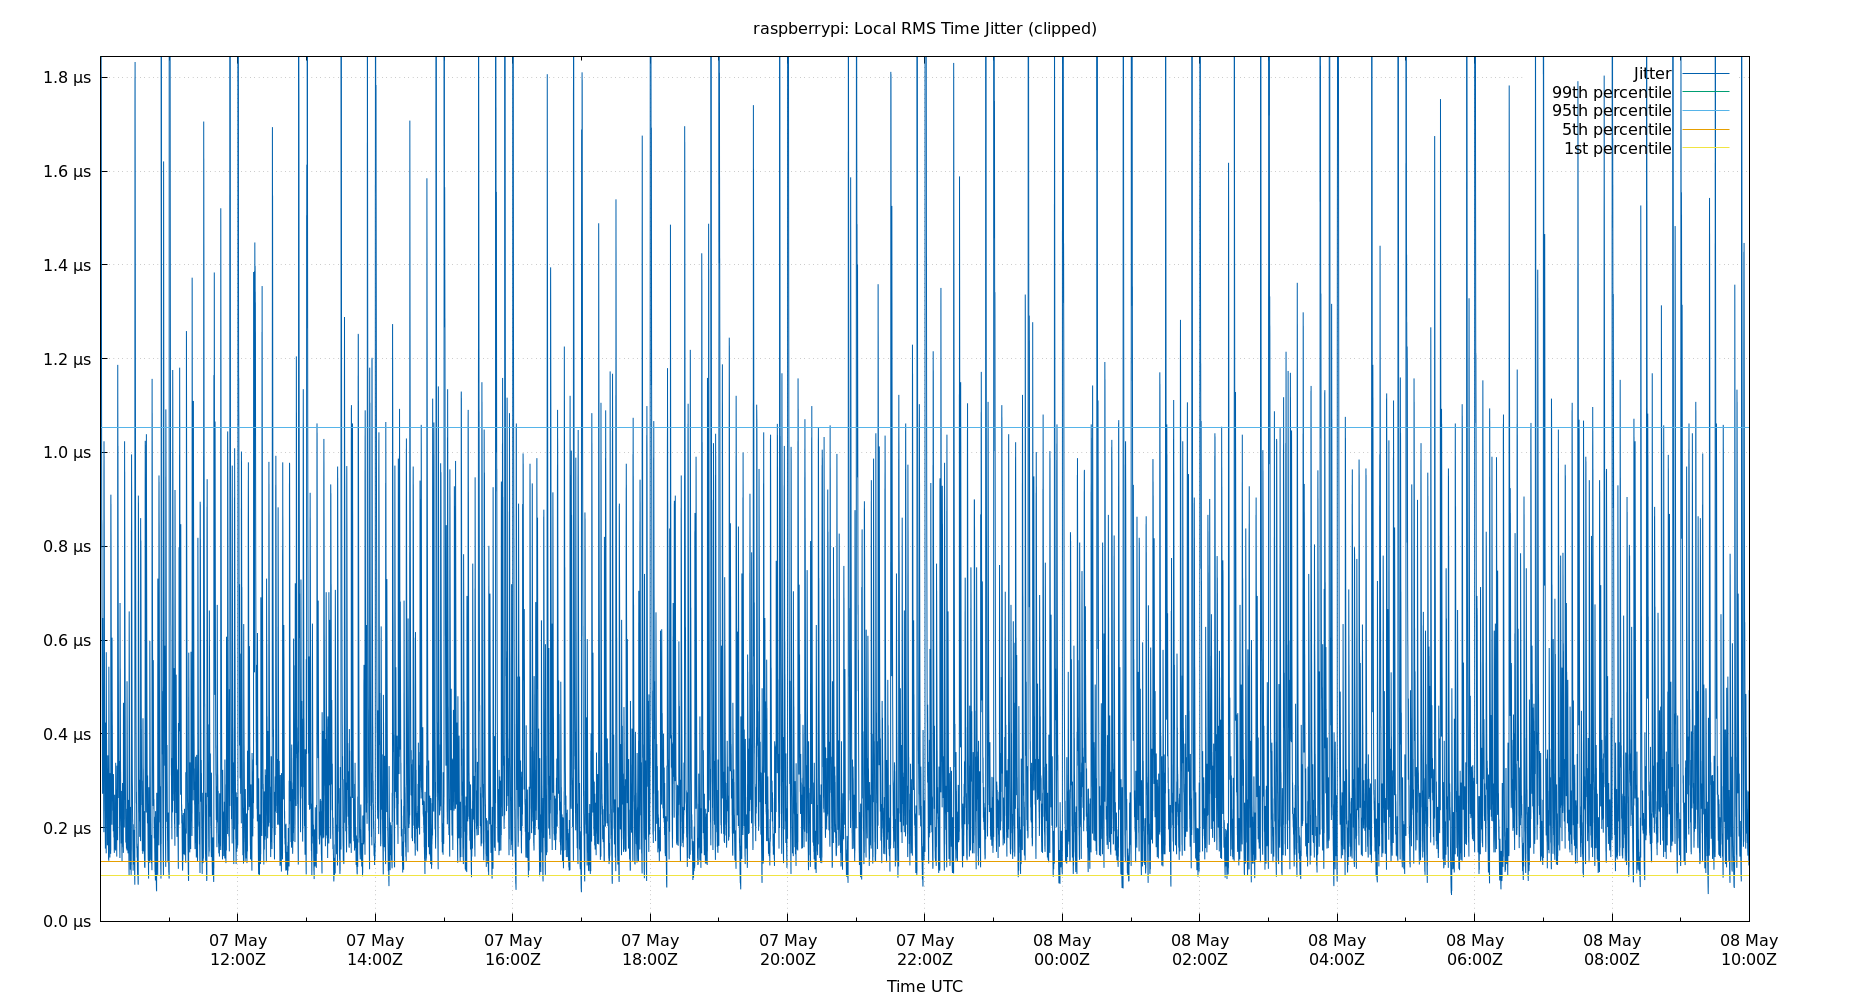 raspberrypi: Local RMS Time Jitter (clipped)
1.8 µs
1.6 µs
1.4 µs
1.2 µs
1.0 µs
0.8 µs
0.6 µs
0.4 µs
0.2 µs
0.0 µs
Jitter
99th percentile
95th percentile
5th percentile
1st percentile
07 May 07 May 07 May 07 May 07 May 07 May 08 May 08 May 08 May 08 May 08 May 08 May
12:00Z 14:00Z 16:00Z 18:00Z 20:00Z 22:00Z 00:00Z 02:00Z 04:00Z 06:00Z 08:00Z 10:00Z
Time UTC